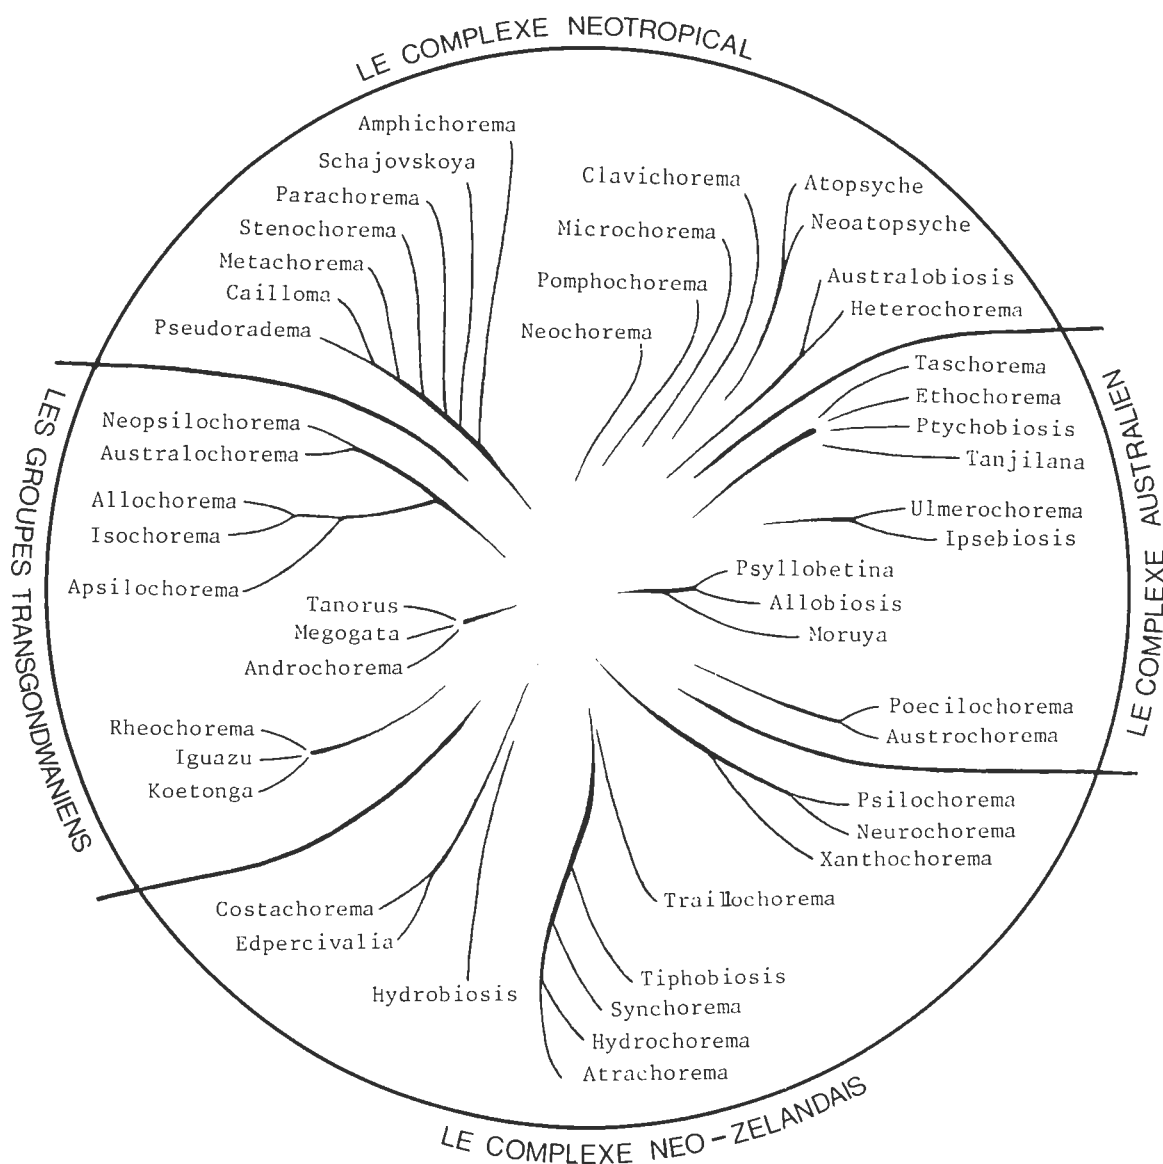 LE COMPLEXE NEOTROPICAL
Amphichorema
Schajovskoya
Parachorema
Stenochorema
Metachorema
Cailloma
Pseudoradema
Clavichorema
Microchorema
Pomphochorema
Neochorema
Atopsyche
Neoatopsyche
Australobiosis
Heterochorema
LE COMPLEXE AUSTRALIEN
Taschorema
Ethochorema
Ptychobiosis
Tanjilana
Ulmerochorema
Ipsebiosis
Psyllobetina
Allobiosis
Moruya
Poecilochorema
Austrochorema
LES GROUPES TRANSGONDWANIENS
Neopsilochorema
Australochorema
Allochorema
Isochorema
Apsilochorema
Tanorus
Megogata
Androchorema
Rheochorema
Iguazu
Koetonga
Psilochorema
Neurochorema
Xanthochorema
Traillochorema
Costachorema
Edpercivalia
Hydrobiosis
Tiphobiosis
Synchorema
Hydrochorema
Atrachorema
LE COMPLEXE NEO-ZELANDAIS